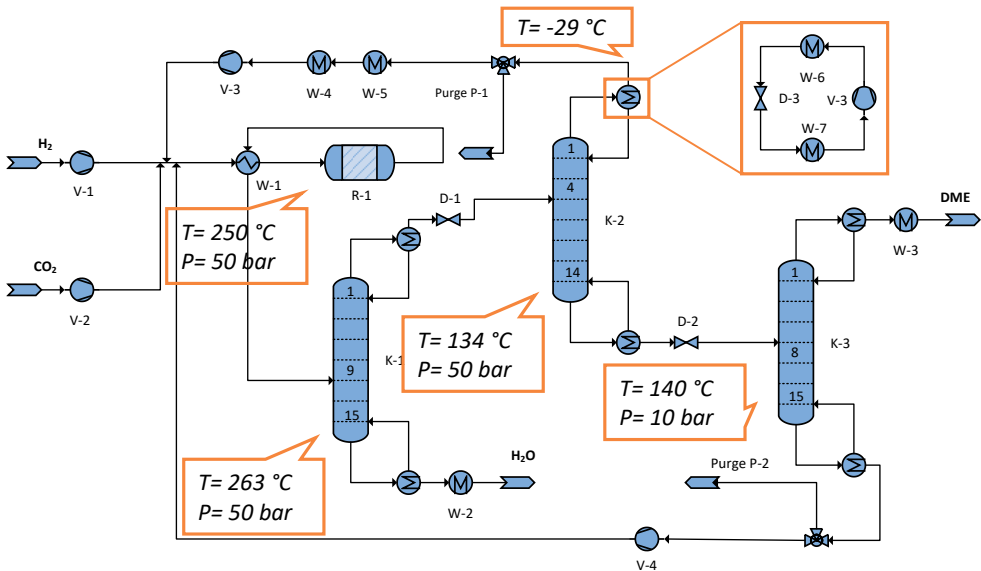 T= -29 °C
W-6
D-3
V-3
W-7
V-3
W-4
W-5
Purge P-1
H₂
V-1
W-1
R-1
1
4
14
K-2
D-1
T= 250 °C
P= 50 bar
DME
W-3
CO₂
V-2
1
9
15
K-1
T= 134 °C
P= 50 bar
D-2
1
8
15
K-3
T= 140 °C
P= 10 bar
T= 263 °C
P= 50 bar
H₂O
W-2
Purge P-2
V-4